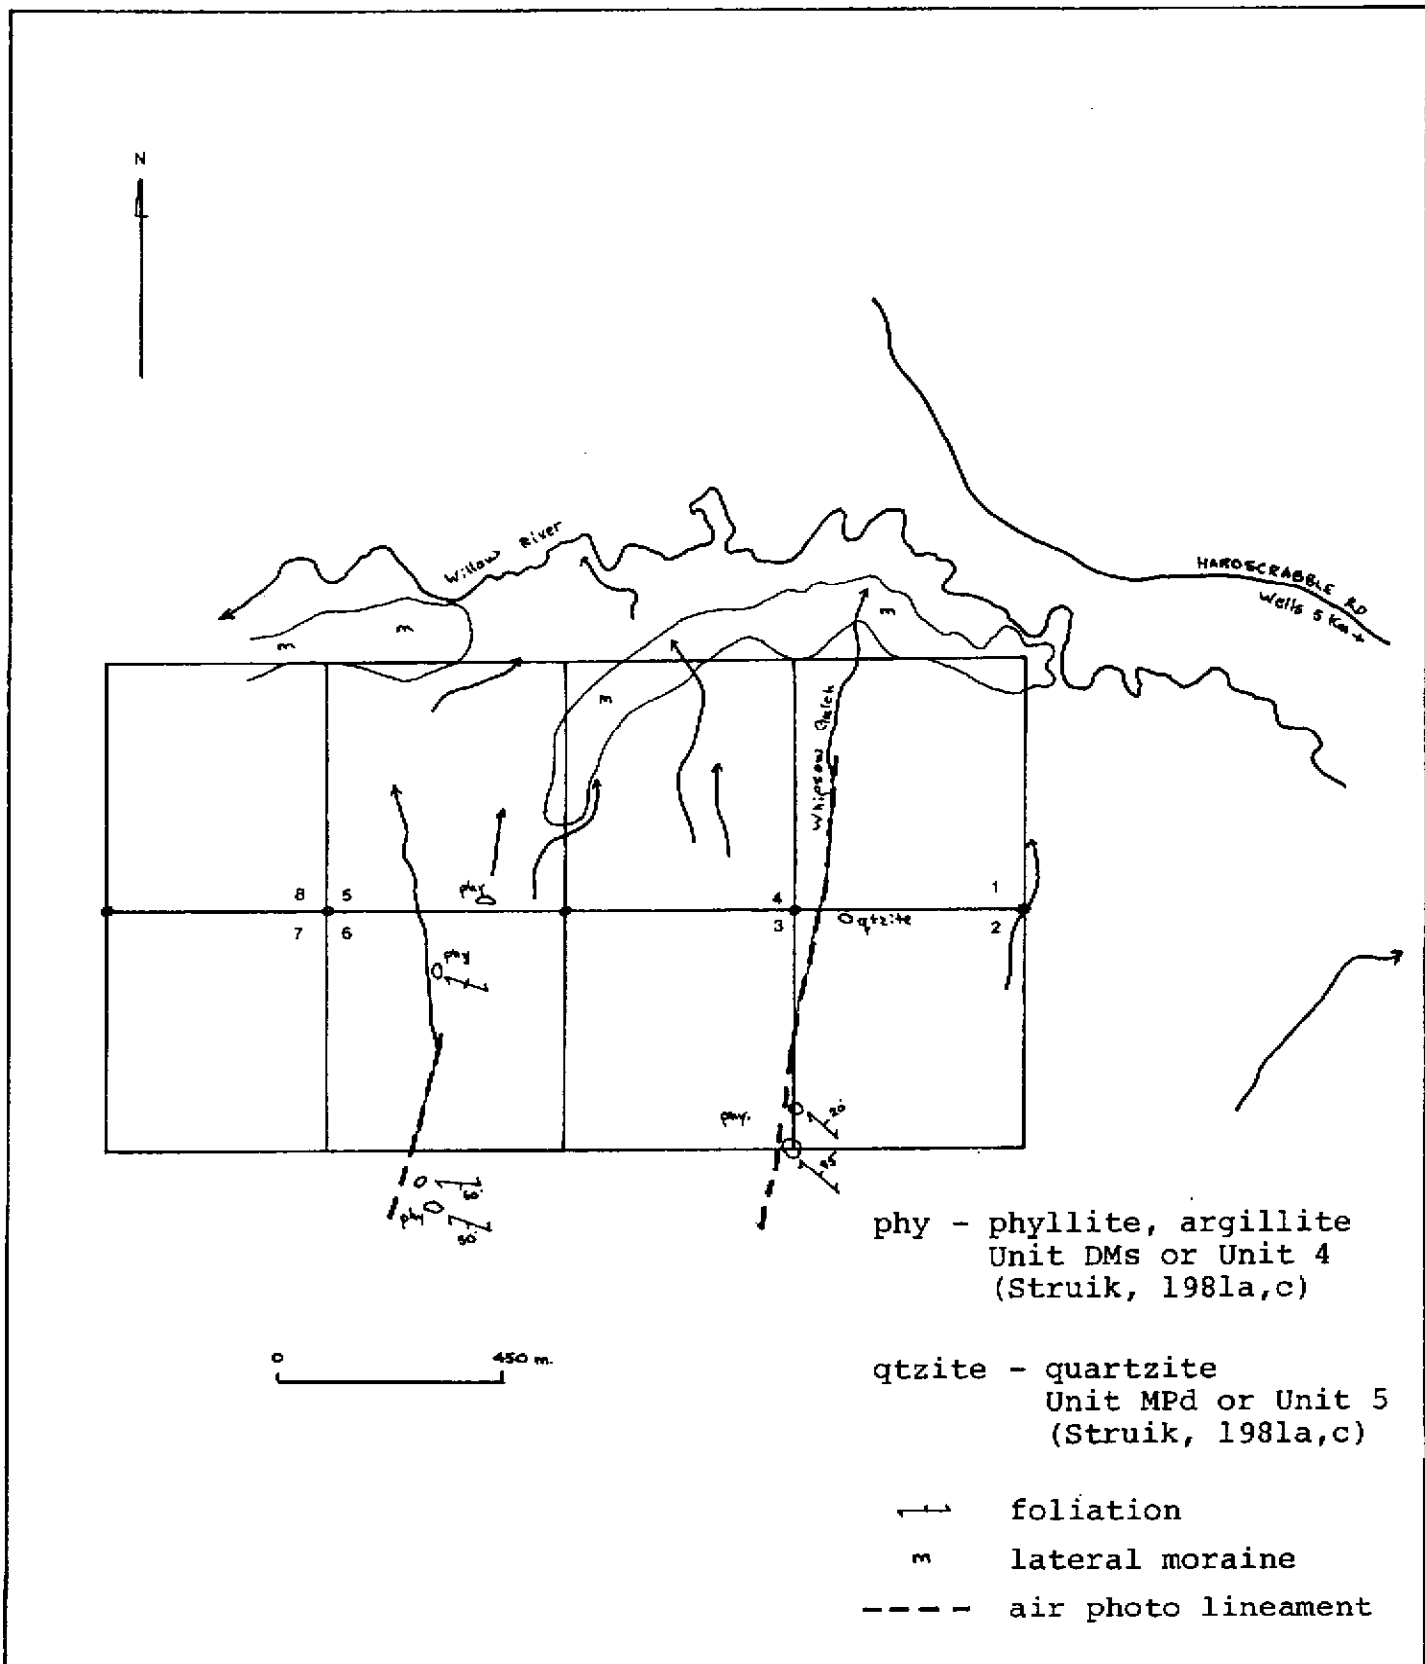 N
Willow River
HARDSCRABBLE RD
Wells 5 Km →
m
m
m
m
Whipsaw Gulch
8 5
7 6
phy
4
3
qtzite
1
2
phy
phy.
20°
60°
phy
50°
phy - phyllite, argillite
Unit DMs or Unit 4
(Struik, 1981a,c)
0 450 m.
qtzite - quartzite
Unit MPd or Unit 5
(Struik, 1981a,c)
foliation
m lateral moraine
air photo lineament